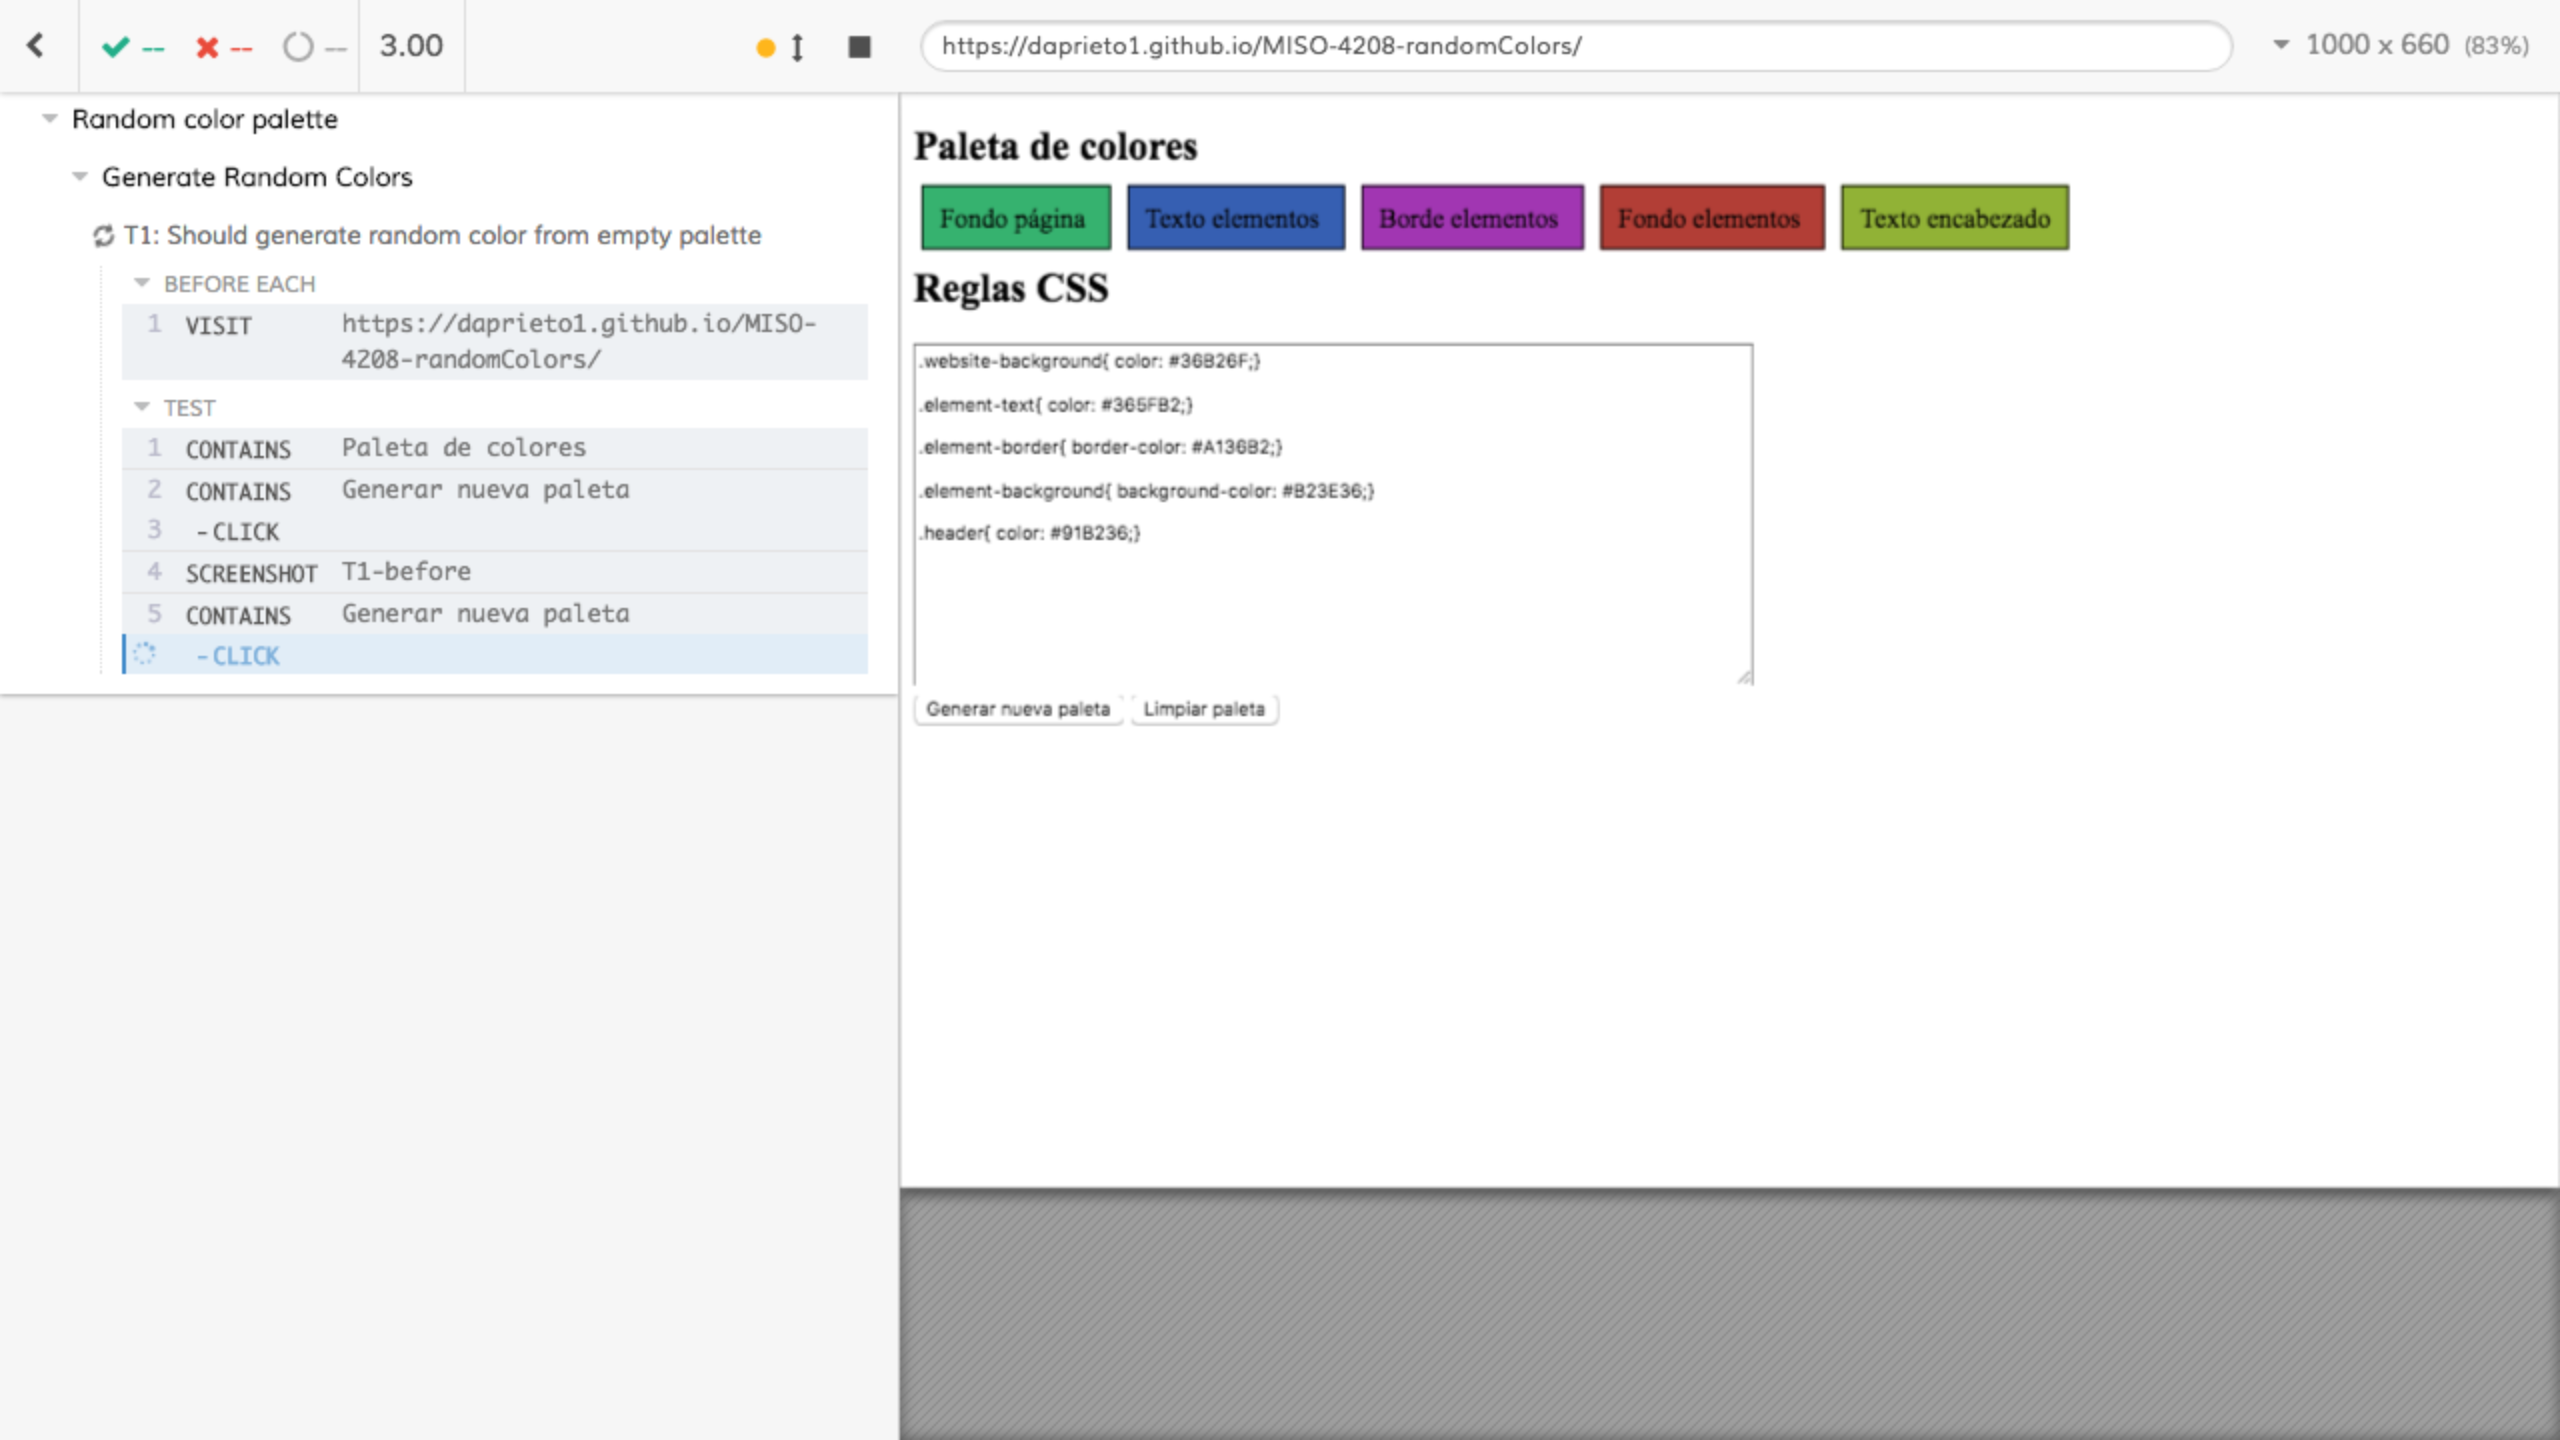 -- -- -- 3.00
https://daprieto1.github.io/MISO-4208-randomColors/
1000 x 660 (83%)
Random color palette
Generate Random Colors
T1: Should generate random color from empty palette
BEFORE EACH
1 VISIT https://daprieto1.github.io/MISO-
4208-randomColors/
TEST
1 CONTAINS Paleta de colores
2 CONTAINS Generar nueva paleta
3 -CLICK
4 SCREENSHOT T1-before
5 CONTAINS Generar nueva paleta
-CLICK
Paleta de colores
Fondo página Texto elementos Borde elementos Fondo elementos Texto encabezado
Reglas CSS
.website-background{ color: #36B26F;}
.element-text{ color: #365FB2;}
.element-border{ border-color: #A136B2;}
.element-background{ background-color: #B23E36;}
.header{ color: #91B236;}
Generar nueva paleta Limpiar paleta